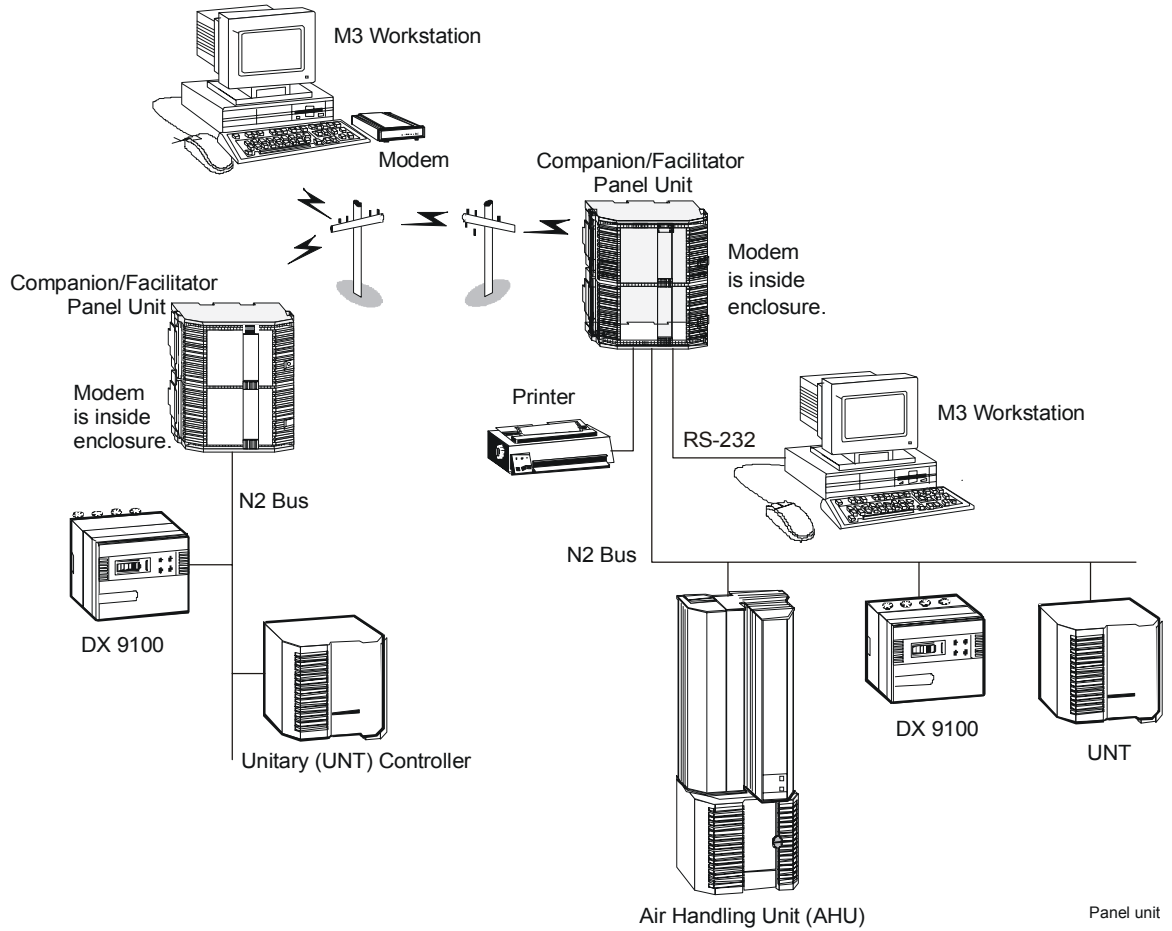 M3 Workstation
Modem
Companion/Facilitator
Panel Unit
Modem
is inside
enclosure.
Companion/Facilitator
Panel Unit
Modem
is inside
enclosure.
Printer
RS-232
M3 Workstation
N2 Bus
DX 9100
Unitary (UNT) Controller
N2 Bus
DX 9100
UNT
Air Handling Unit (AHU)
Panel unit